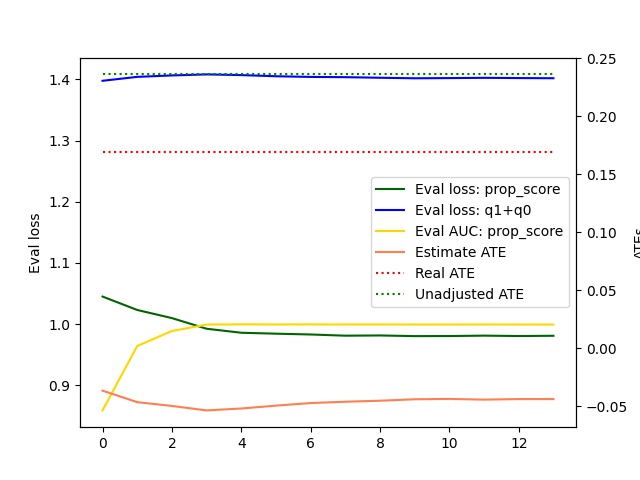 1.4
1.3
1.2
1.1
1.0
0.9
Eval loss
0 2 4 6 8 10 12
0.25
0.20
0.15
0.10
0.05
0.00
−0.05
ATEs
Eval loss: prop_score
Eval loss: q1+q0
Eval AUC: prop_score
Estimate ATE
Real ATE
Unadjusted ATE